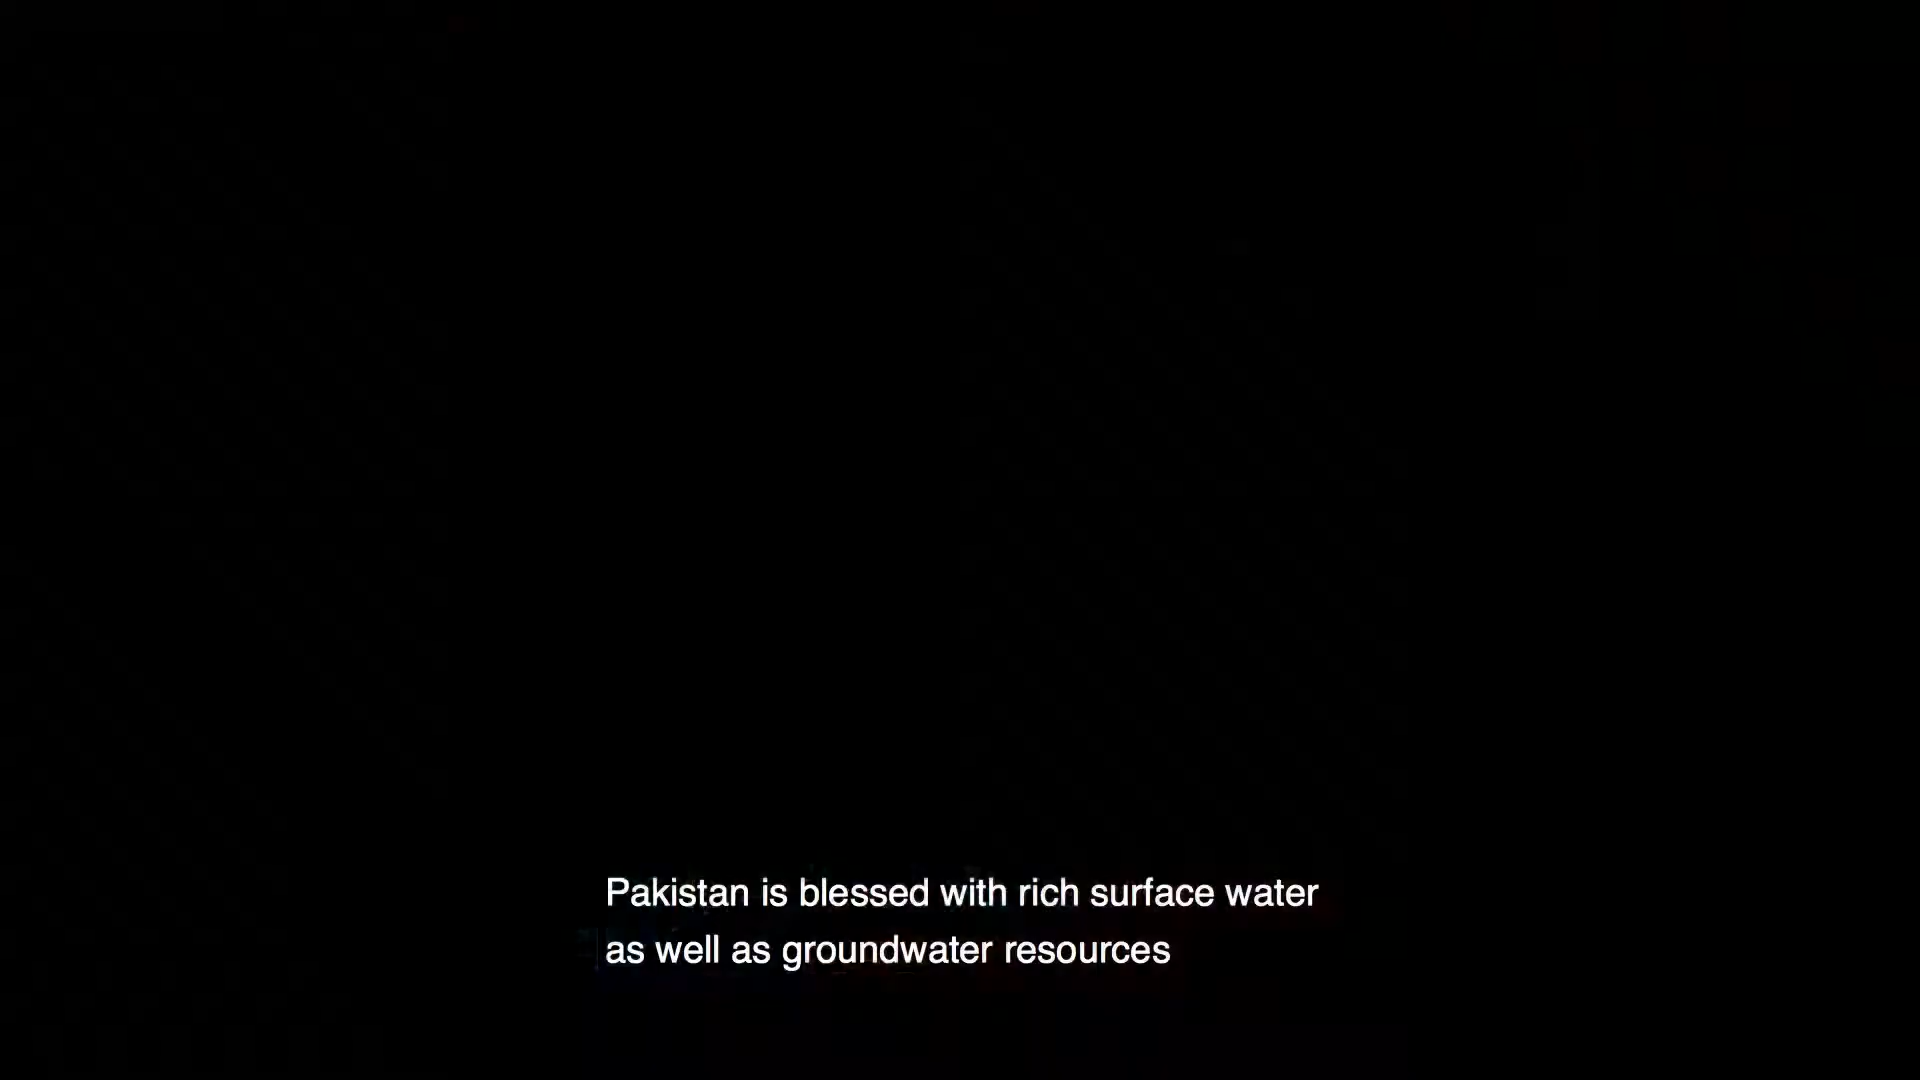 Pakistan is blessed with rich surface water
as well as groundwater resources